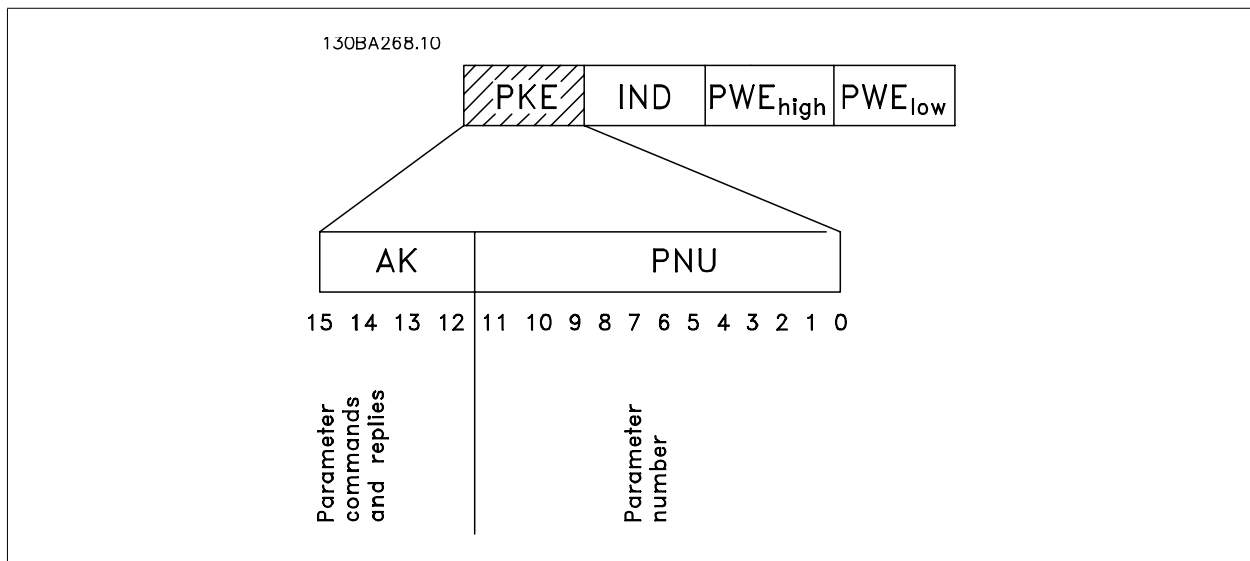 130BA268.10
PKE IND PWEhigh PWElow
AK PNU
15 14 13 12 11 10 9 8 7 6 5 4 3 2 1 0
Parameter
commands
and replies
Parameter
number